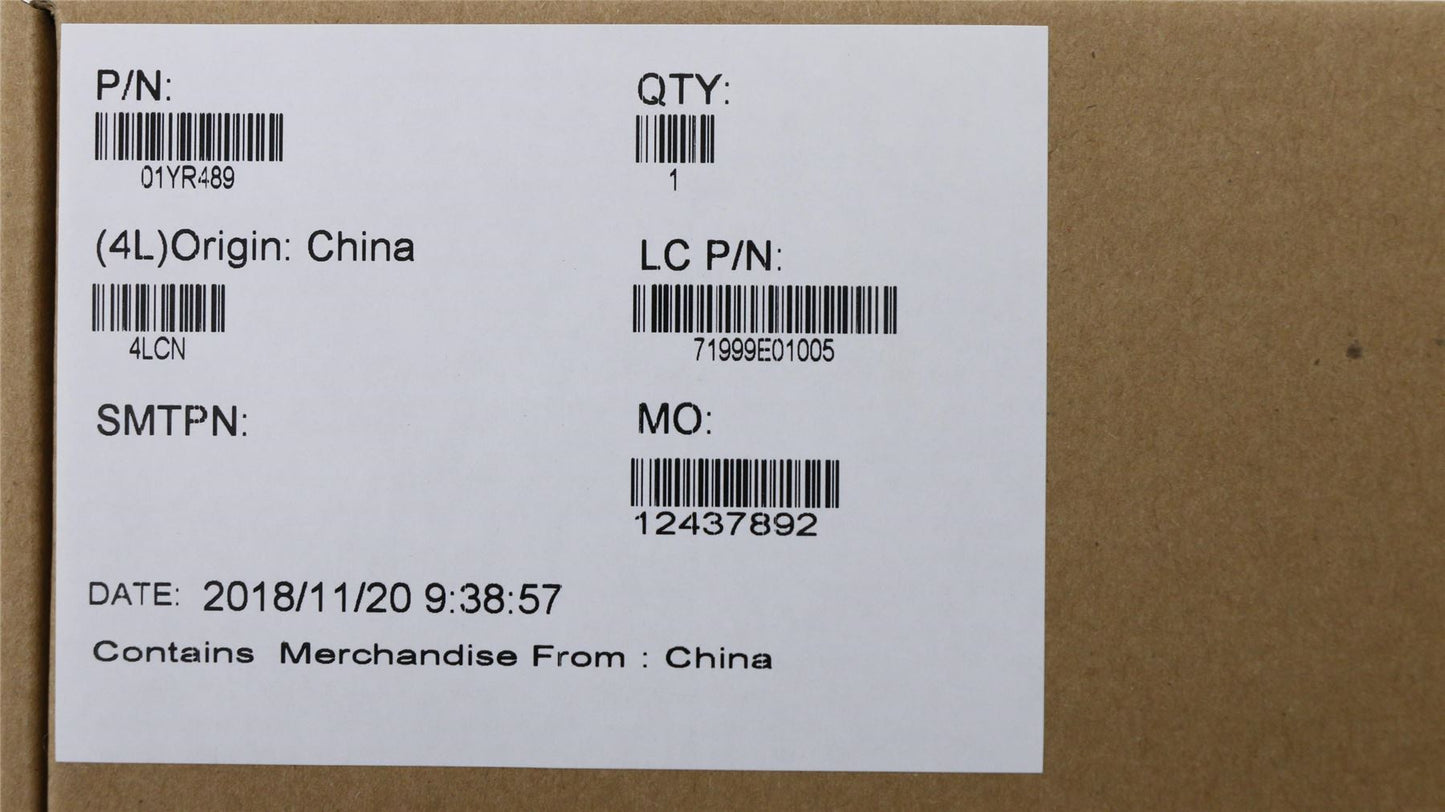 P/N:
01YR489
QTY:
1
(4L)Origin: China
4LCN
LC P/N:
71999E01005
SMTPN:
MO:
12437892
DATE: 2018/11/20 9:38:57
Contains Merchandise From : China